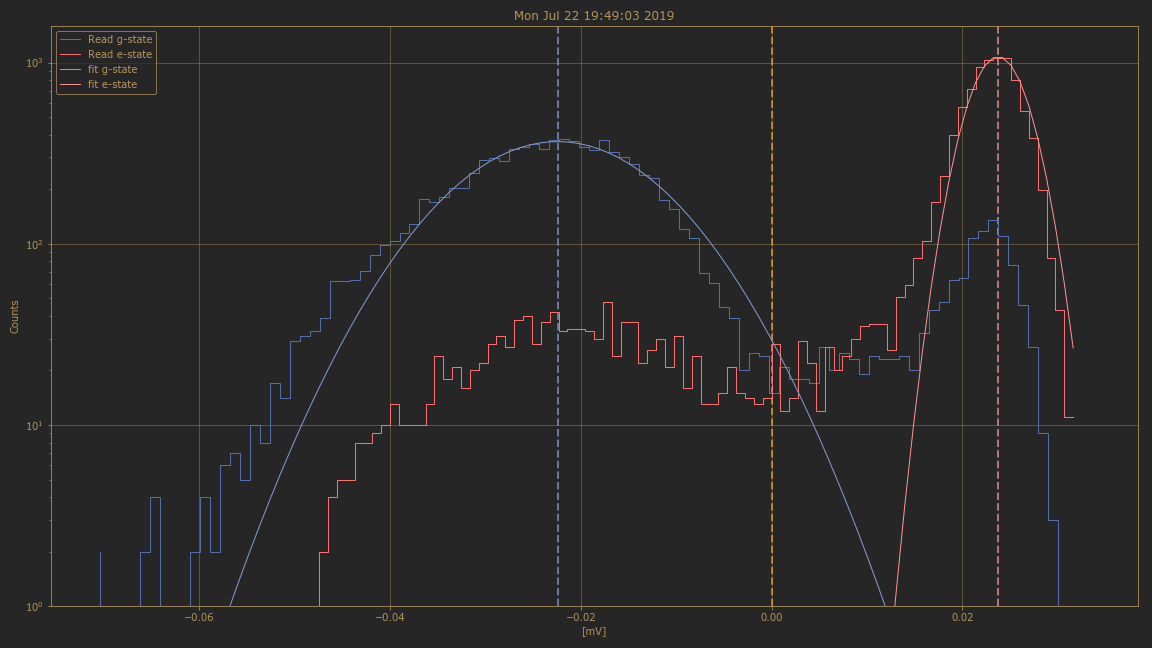 Mon Jul 22 19:49:03 2019
Read g-state
Read e-state
fit g-state
fit e-state
10³
10²
10¹
10⁰
Counts
−0.06
−0.04
−0.02
0.00
0.02
[mV]